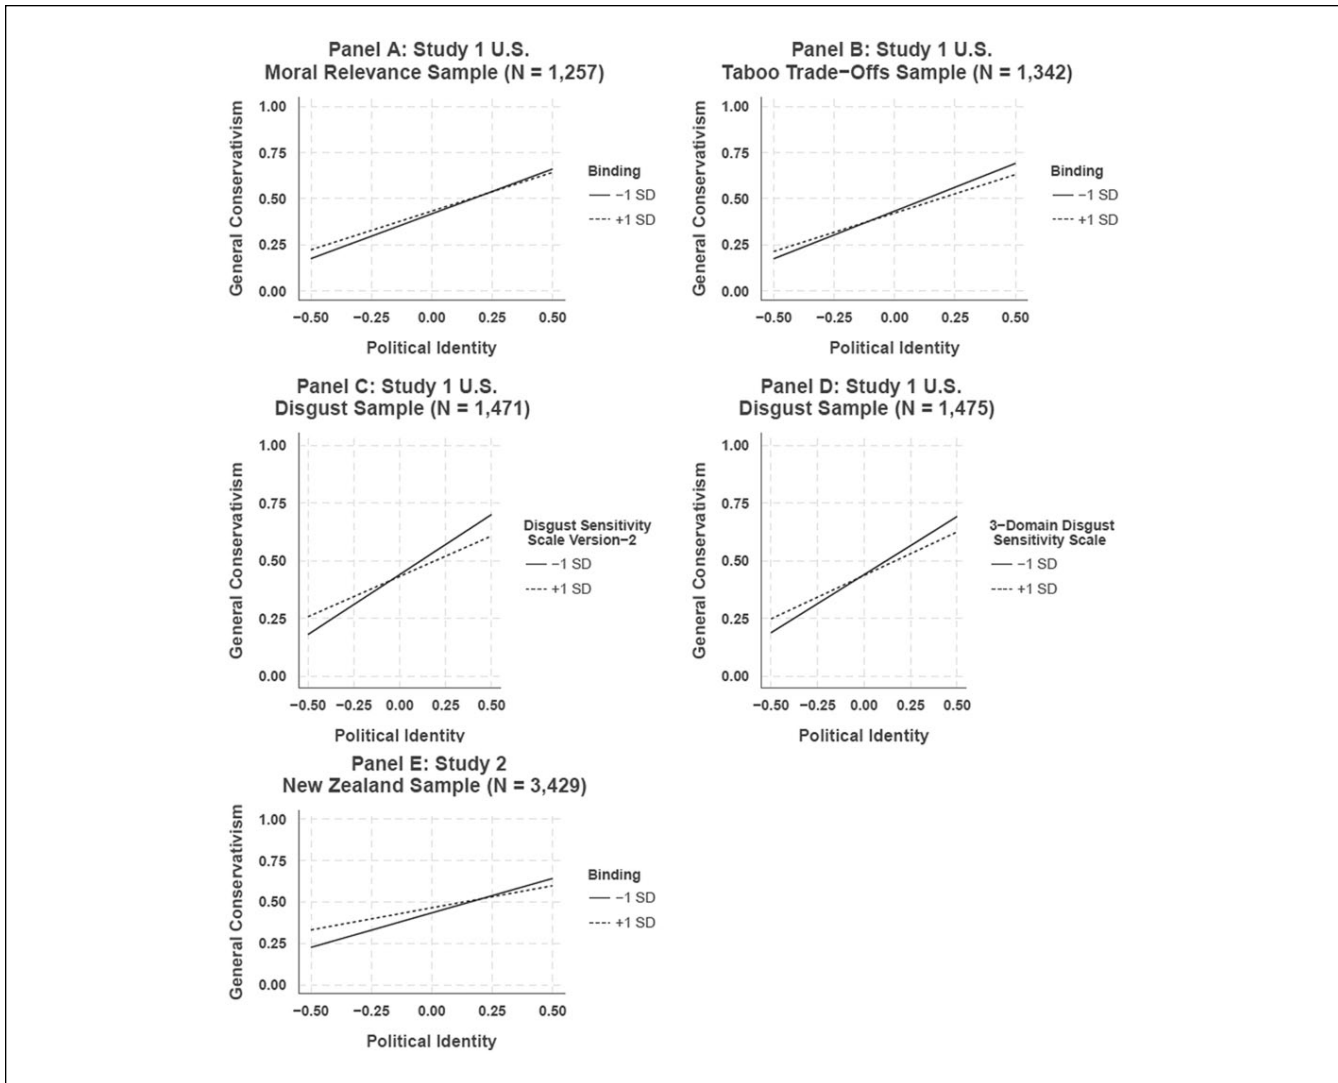 Panel A: Study 1 U.S.
Moral Relevance Sample (N = 1,257)
General Conservativism
1.00
0.75
0.50
0.25
0.00
−0.50 −0.25 0.00 0.25 0.50
Political Identity
Binding
−1 SD
+1 SD
Panel B: Study 1 U.S.
Taboo Trade−Offs Sample (N = 1,342)
General Conservativism
1.00
0.75
0.50
0.25
0.00
−0.50 −0.25 0.00 0.25 0.50
Political Identity
Binding
−1 SD
+1 SD
Panel C: Study 1 U.S.
Disgust Sample (N = 1,471)
General Conservativism
1.00
0.75
0.50
0.25
0.00
−0.50 −0.25 0.00 0.25 0.50
Political Identity
Disgust Sensitivity
Scale Version−2
−1 SD
+1 SD
Panel D: Study 1 U.S.
Disgust Sample (N = 1,475)
General Conservativism
1.00
0.75
0.50
0.25
0.00
−0.50 −0.25 0.00 0.25 0.50
Political Identity
3−Domain Disgust
Sensitivity Scale
−1 SD
+1 SD
Panel E: Study 2
New Zealand Sample (N = 3,429)
General Conservativism
1.00
0.75
0.50
0.25
0.00
−0.50 −0.25 0.00 0.25 0.50
Political Identity
Binding
−1 SD
+1 SD